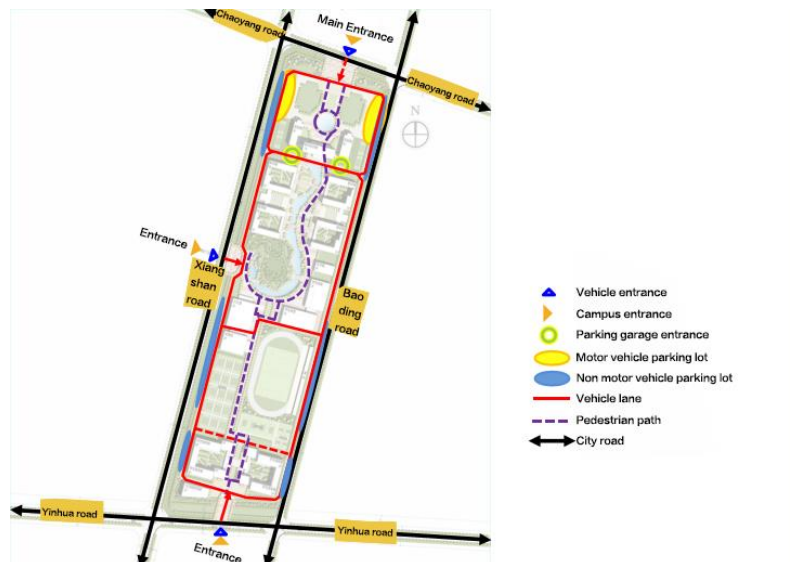 Main Entrance
Chaoyang road
Chaoyang road
N
Entrance
Xiang
shan
road
Bao
ding
road
Yinhua road
Yinhua road
Entrance
Vehicle entrance
Campus entrance
Parking garage entrance
Motor vehicle parking lot
Non motor vehicle parking lot
Vehicle lane
Pedestrian path
City road